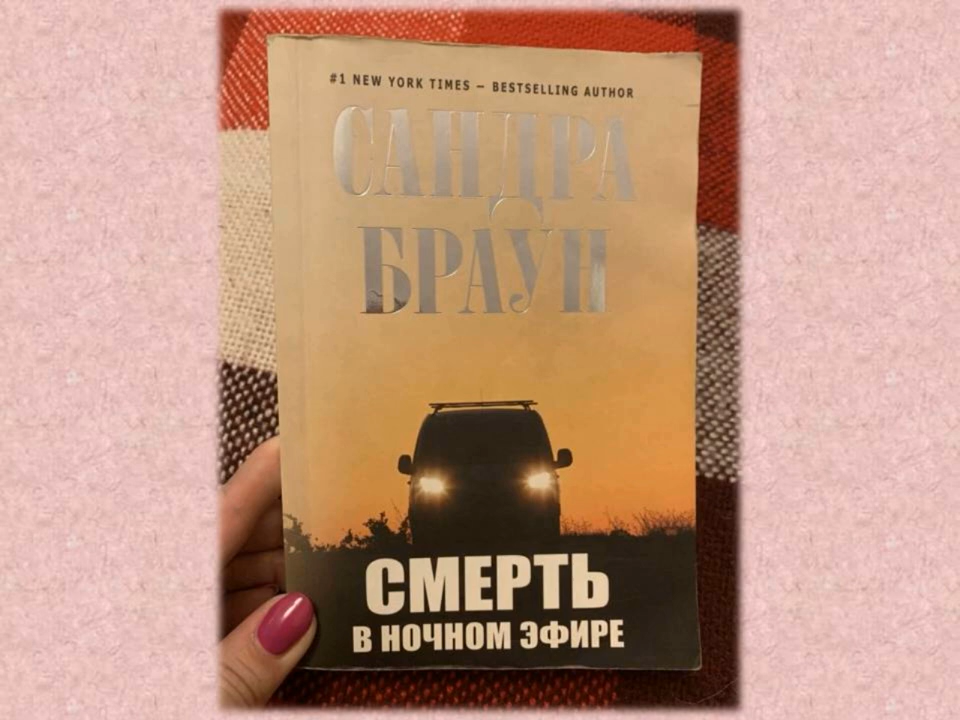 #1 NEW YORK TIMES – BESTSELLING AUTHOR
САНДРА
БРАУН
СМЕРТЬ
В НОЧНОМ ЭФИРЕ